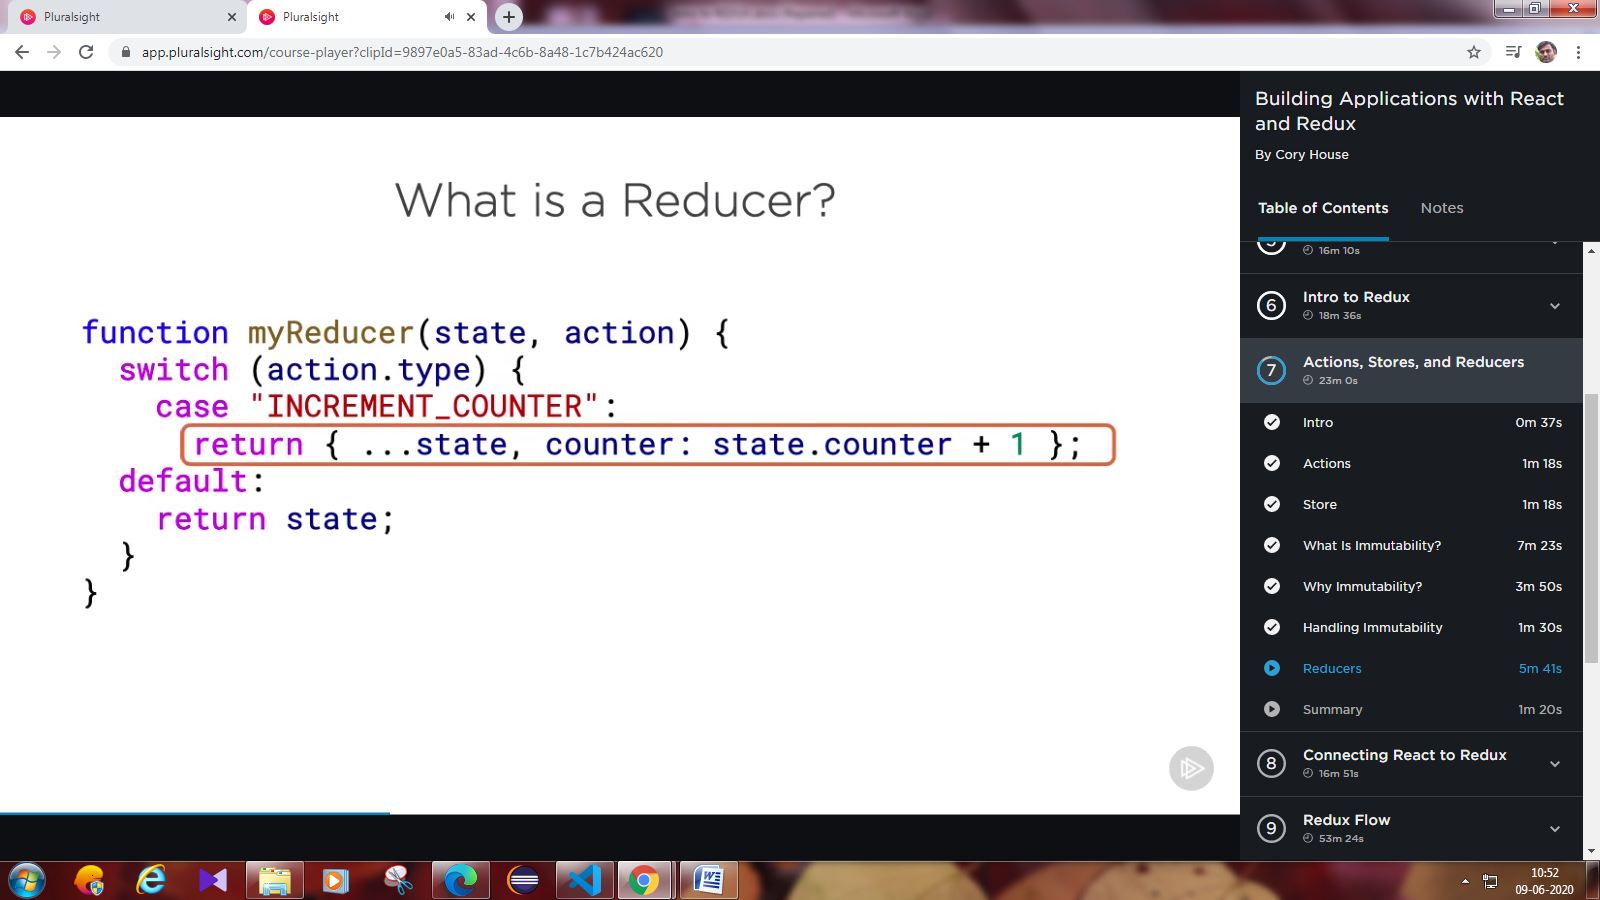 Pluralsight
Pluralsight
app.pluralsight.com/course-player?clipId=9897e0a5-83ad-4c6b-8a48-1c7b424ac620
What is a Reducer?
function myReducer(state, action) {
switch (action.type) {
case "INCREMENT_COUNTER":
return { ...state, counter: state.counter + 1 };
default:
return state;
}
}
Building Applications with React
and Redux
By Cory House
Table of Contents
Notes
16m 10s
6
Intro to Redux
18m 36s
7
Actions, Stores, and Reducers
23m 0s
Intro 0m 37s
Actions 1m 18s
Store 1m 18s
What Is Immutability? 7m 23s
Why Immutability? 3m 50s
Handling Immutability 1m 30s
Reducers 5m 41s
Summary 1m 20s
8
Connecting React to Redux
16m 51s
9
Redux Flow
53m 24s
10:52
09-06-2020